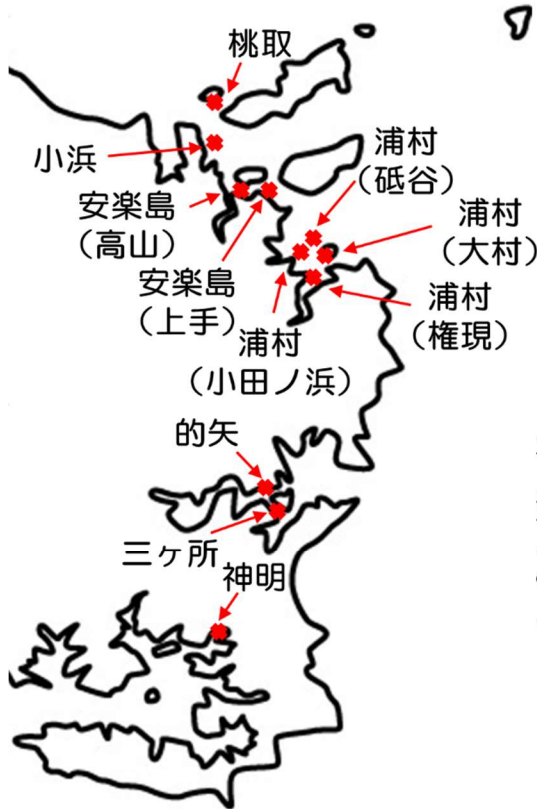 桃取
小浜
浦村
（砥谷）
安楽島
（高山）
浦村
（大村）
安楽島
（上手）
浦村
（権現）
浦村
（小田ノ浜）
的矢
三ヶ所
神明